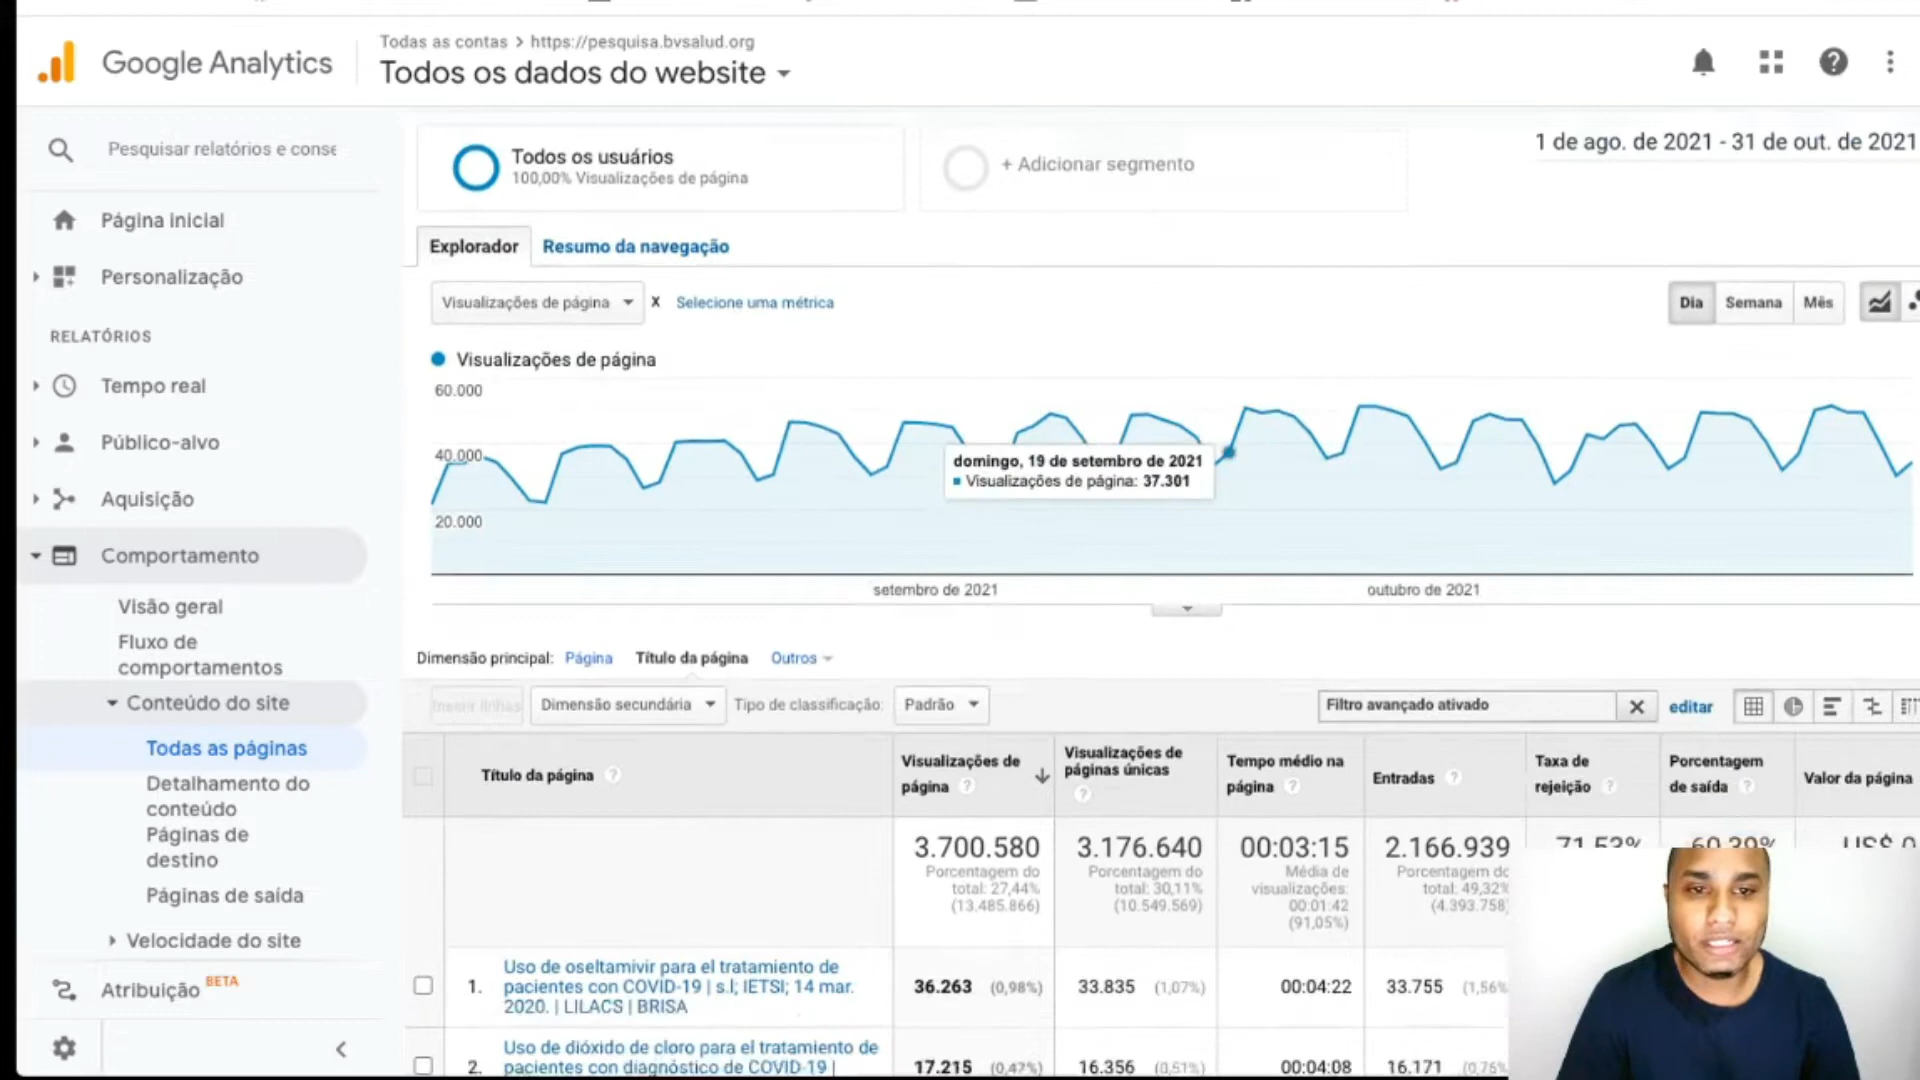 Google Analytics
Todas as contas > https://pesquisa.bvsalud.org
Todos os dados do website
Pesquisar relatórios e conse
Página inicial
Personalização
RELATÓRIOS
Tempo real
Público-alvo
Aquisição
Comportamento
Visão geral
Fluxo de
comportamentos
Conteúdo do site
Todas as páginas
Detalhamento do
conteúdo
Páginas de
destino
Páginas de saída
Velocidade do site
Atribuição BETA
Todos os usuários
100,00% Visualizações de página
+ Adicionar segmento
1 de ago. de 2021 - 31 de out. de 2021
Explorador Resumo da navegação
Visualizações de página X Selecione uma métrica
Dia Semana Mês
Visualizações de página
60.000
40.000
20.000
domingo, 19 de setembro de 2021
Visualizações de página: 37.301
setembro de 2021 outubro de 2021
Dimensão principal: Página Título da página Outros
Inserir linhas Dimensão secundária Tipo de classificação: Padrão Filtro avançado ativado editar
Título da página
Visualizações de
página
Visualizações de
páginas únicas
Tempo médio na
página
Entradas
Taxa de
rejeição
Porcentagem
de saída
Valor da página
3.700.580
Porcentagem do
total: 27,44%
(13.485.866)
3.176.640
Porcentagem do
total: 30,11%
(10.549.569)
00:03:15
Média de
visualizações:
00:01:42
(91,05%)
2.166.939
Porcentagem do
total: 49,32%
(4.393.758)
71,53%
60,39%
US$ 0
1. Uso de oseltamivir para el tratamiento de
pacientes con COVID-19 | s.l; IETSI; 14 mar.
2020. | LILACS | BRISA
36.263 (0,98%) 33.835 (1,07%) 00:04:22 33.755 (1,56%
2. Uso de dióxido de cloro para el tratamiento de
pacientes con diagnóstico de COVID-19 |
17.215 (0,47%) 16.356 (0,51%) 00:04:08 16.171 (0,75%